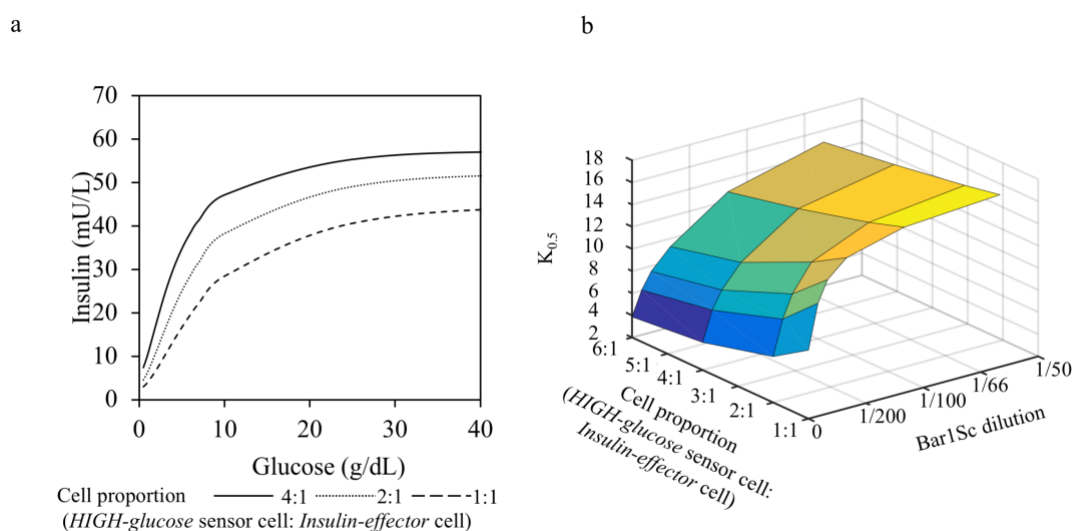 a
b
70
60
50
40
30
20
10
0
Insulin (mU/L)
0 10 20 30 40
Glucose (g/dL)
Cell proportion 4:1 2:1 1:1
(HIGH-glucose sensor cell: Insulin-effector cell)
18
16
14
12
10
8
6
4
2
K0.5
6:1
5:1
4:1
3:1
2:1
1:1
Cell proportion
(HIGH-glucose sensor cell:
Insulin-effector cell)
0
1/200
1/100
1/66
1/50
Bar1Sc dilution